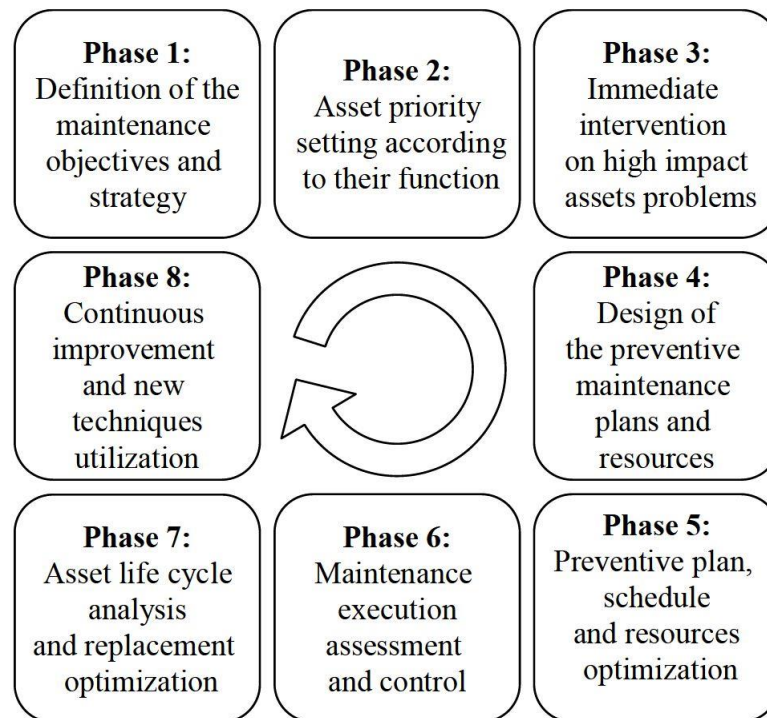 Phase 1:
Definition of the
maintenance
objectives and
strategy
Phase 2:
Asset priority
setting according
to their function
Phase 3:
Immediate
intervention
on high impact
assets problems
Phase 8:
Continuous
improvement
and new
techniques
utilization
Phase 4:
Design of
the preventive
maintenance
plans and
resources
Phase 7:
Asset life cycle
analysis
and replacement
optimization
Phase 6:
Maintenance
execution
assessment
and control
Phase 5:
Preventive plan,
schedule
and resources
optimization